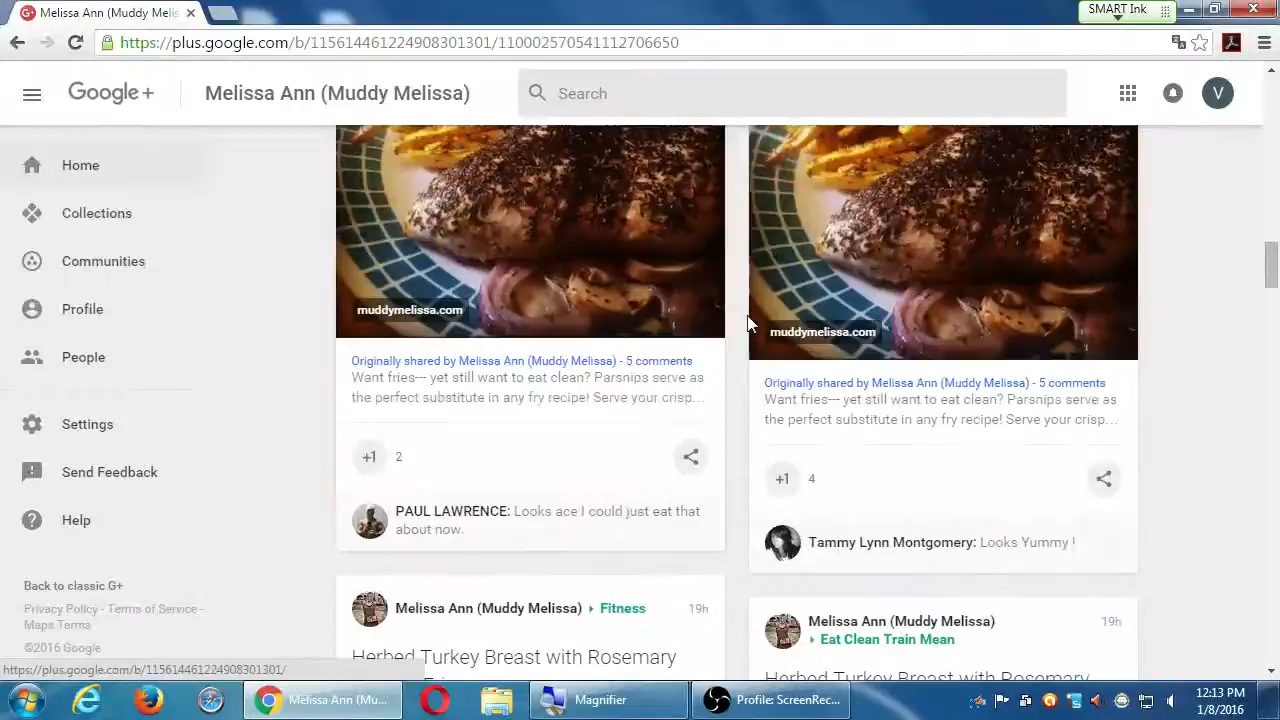 Melissa Ann (Muddy Melis
SMART Ink
https://plus.google.com/b/115614461224908301301/110002570541112706650
Google+
Melissa Ann (Muddy Melissa)
Search
V
Home
Collections
Communities
Profile
People
Settings
Send Feedback
Help
Back to classic G+
Privacy Policy - Terms of Service -
Maps Terms
©2016 Google
muddymelissa.com
Originally shared by Melissa Ann (Muddy Melissa) - 5 comments
Want fries--- yet still want to eat clean? Parsnips serve as
the perfect substitute in any fry recipe! Serve your crisp…
+1 2
PAUL LAWRENCE: Looks ace I could just eat that
about now.
Melissa Ann (Muddy Melissa) Fitness 19h
Herbed Turkey Breast with Rosemary
muddymelissa.com
Originally shared by Melissa Ann (Muddy Melissa) - 5 comments
Want fries--- yet still want to eat clean? Parsnips serve as
the perfect substitute in any fry recipe! Serve your crisp…
+1 4
Tammy Lynn Montgomery: Looks Yummy !
Melissa Ann (Muddy Melissa) 19h
Eat Clean Train Mean
Herbed Turkey Breast with Rosemary
https://plus.google.com/b/115614461224908301301/
Melissa Ann (Mu...
Magnifier
Profile: ScreenRec...
12:13 PM
1/8/2016